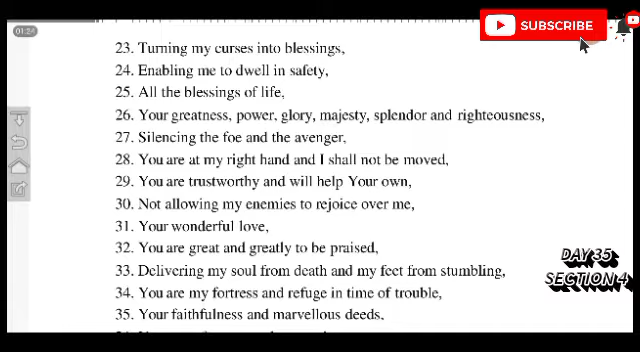 01:24
SUBSCRIBE
23. Turning my curses into blessings,
24. Enabling me to dwell in safety,
25. All the blessings of life,
26. Your greatness, power, glory, majesty, splendor and righteousness,
27. Silencing the foe and the avenger,
28. You are at my right hand and I shall not be moved,
29. You are trustworthy and will help Your own,
30. Not allowing my enemies to rejoice over me,
31. Your wonderful love,
32. You are great and greatly to be praised,
33. Delivering my soul from death and my feet from stumbling,
34. You are my fortress and refuge in time of trouble,
35. Your faithfulness and marvellous deeds,
DAY 35
SECTION 4